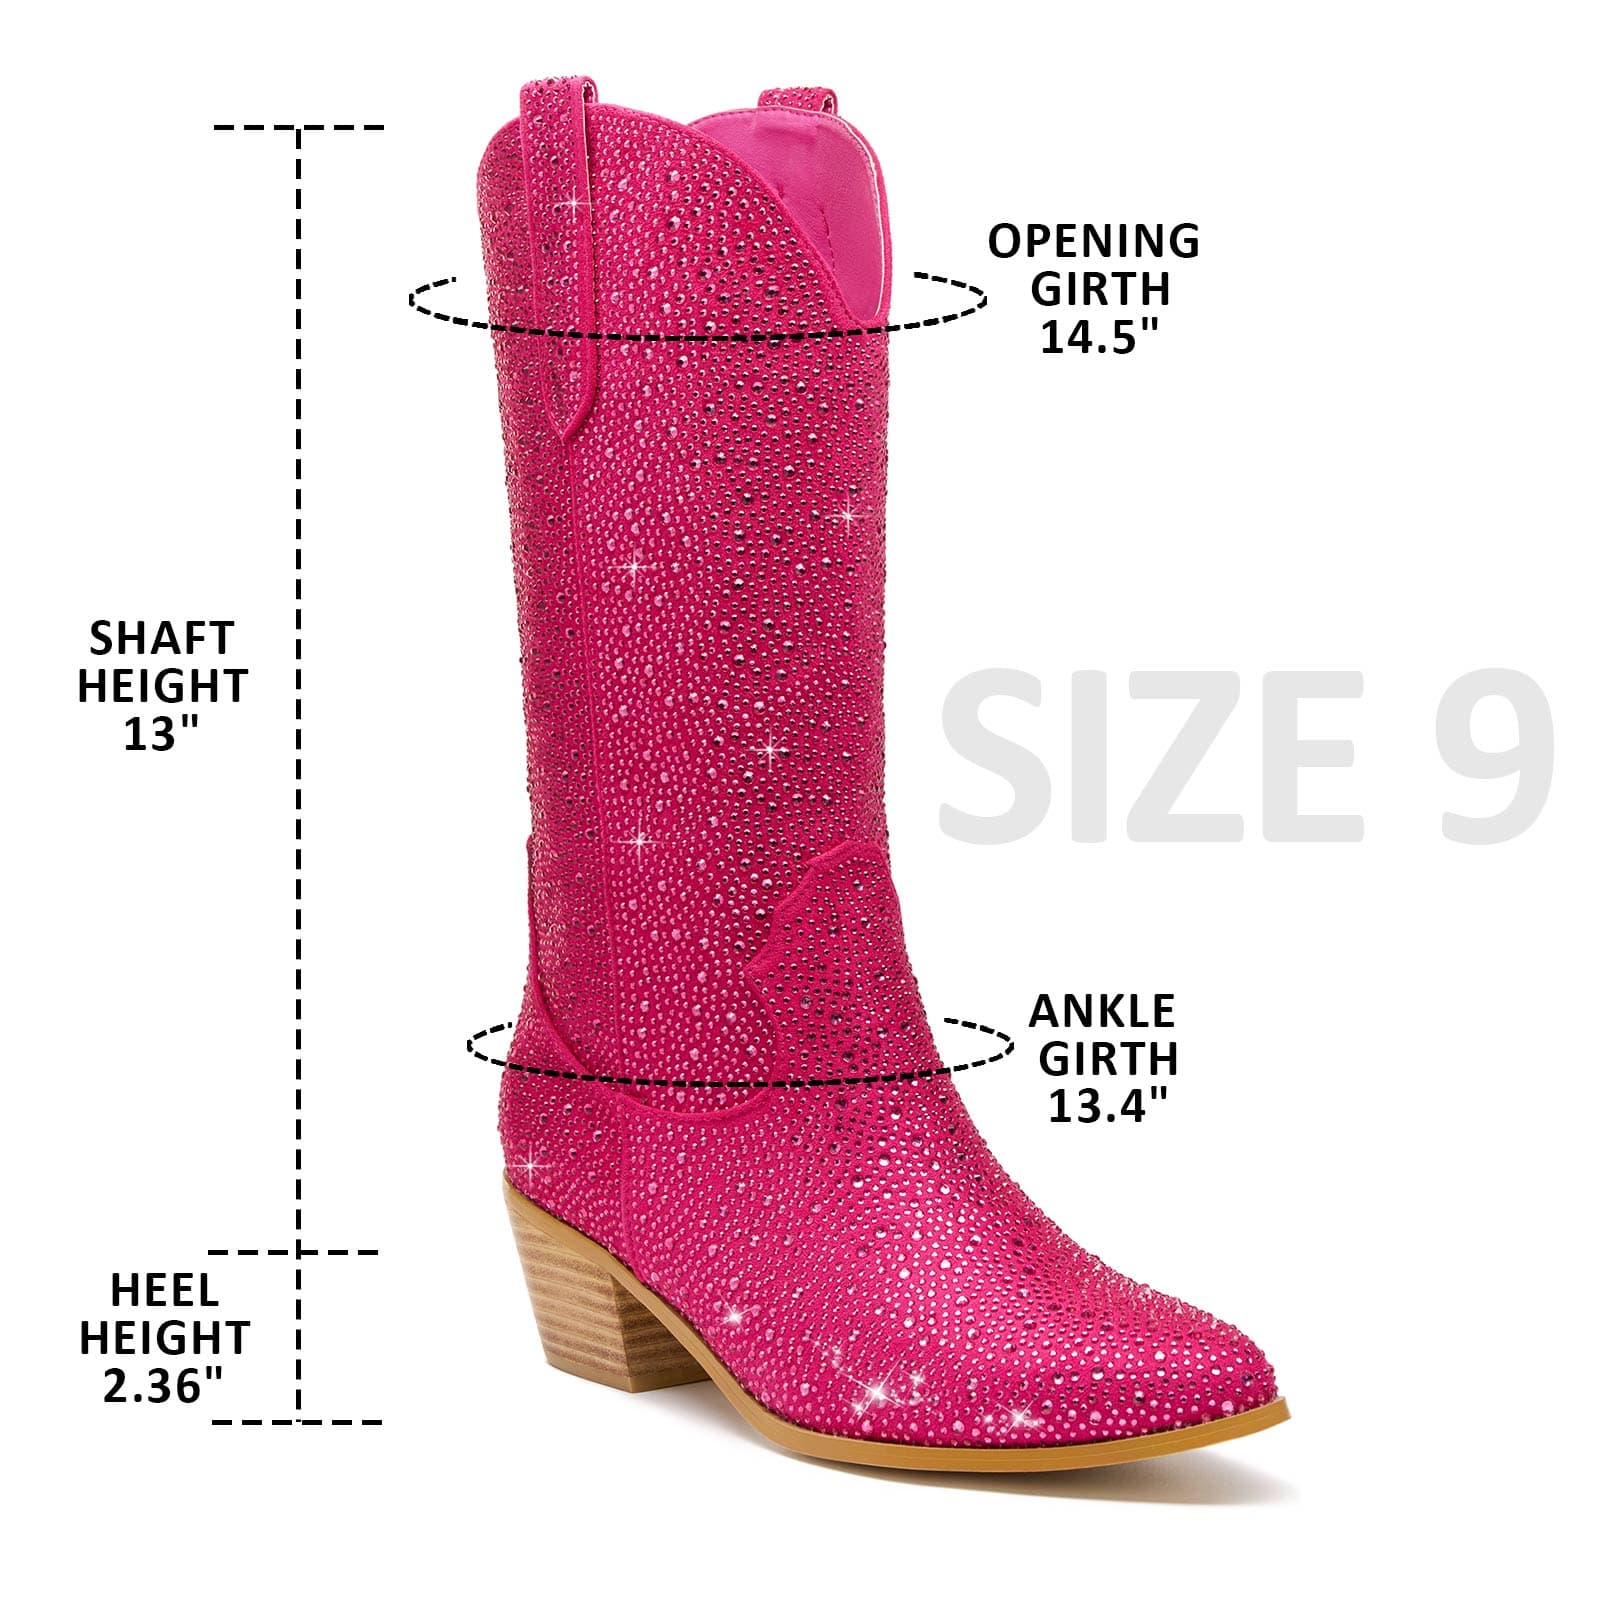 OPENING
GIRTH
14.5"
SHAFT
HEIGHT
13"
SIZE 9
ANKLE
GIRTH
13.4"
HEEL
HEIGHT
2.36"